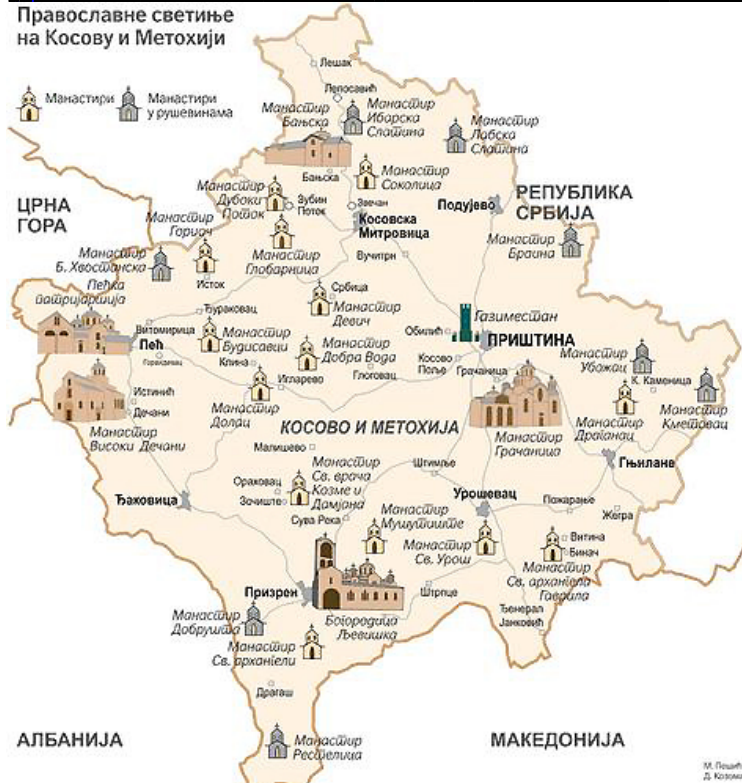 Православне светиње
на Косову и Метохији
Манастири
Манастири
у рушевинама
Лешак
Лепосавић
Манастир
Бањска
Манастир
Ибарска
Слатина
Манастир
Лабска
Слатина
Бањска
Манастир
Соколица
Манастир
Дубоки
Поток
Зубин
Поток
Звечан
Косовска
Митровица
Подујево
РЕПУБЛИКА
СРБИЈА
ЦРНА
ГОРА
Манастир
Гориоч
Манастир
Глобарница
Вучитрн
Манастир
Браина
Манастир
Б. Хвостанска
Исток
Пећка
патријаршија
Србица
Манастир
Девич
Газиместан
Ђураковац
Витомирица
Пећ
Манастир
Будисавци
Обилић
ПРИШТИНА
Манастир
Добра Вода
Клина
Глоговац
Косово
Поље
Грачаница
Манастир
Убожац
К. Каменица
Игларево
Истинић
Дечани
Манастир
Долац
Манастир
Високи Дечани
КОСОВО И МЕТОХИЈА
Манастир
Грачаница
Манастир
Драганац
Манастир
Кметовац
Малишево
Гњилане
Манастир
Св. врача
Козме и
Дамјана
Штимље
Ораховац
Зочиште
Ђаковица
Сува Река
Манастир
Мушутиште
Урошевац
Пожарање
Жегра
Манастир
Св. Урош
Витина
Бинач
Манастир
Св. архангела
Гаврила
Призрен
Богородица
Љевишка
Штрпце
Ђенерал
Јанковић
Манастир
Добрушта
Манастир
Св. архангели
Драгаш
Манастир
Рестелица
АЛБАНИЈА
МАКЕДОНИЈА